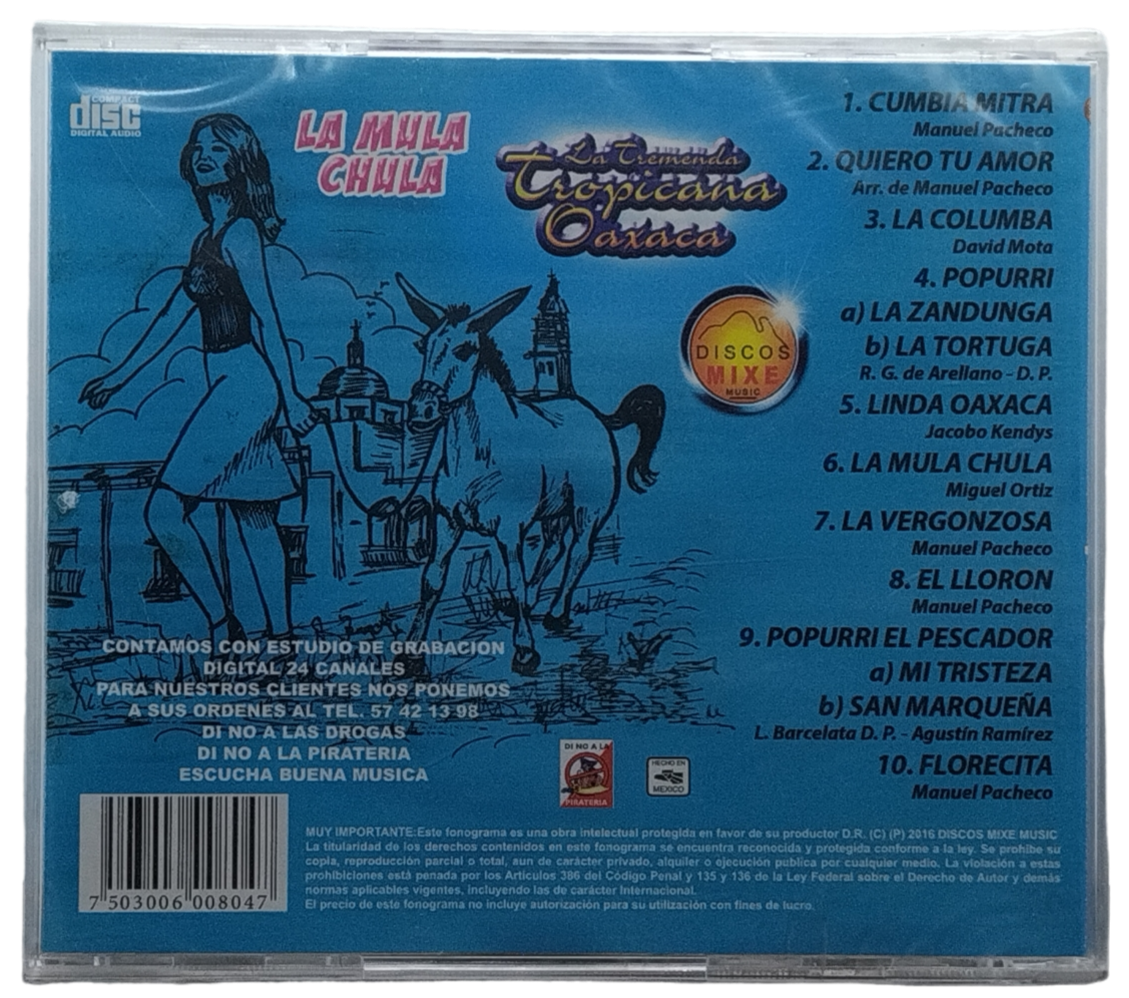 COMPACT
disc
DIGITAL AUDIO
LA MULA
CHULA
La Tremenda
Tropicana
Oaxaca
DISCOS
MIXE
MUSIC
1. CUMBIA MITRA
Manuel Pacheco
2. QUIERO TU AMOR
Arr. de Manuel Pacheco
3. LA COLUMBA
David Mota
4. POPURRI
a) LA ZANDUNGA
b) LA TORTUGA
R. G. de Arellano - D. P.
5. LINDA OAXACA
Jacobo Kendys
6. LA MULA CHULA
Miguel Ortiz
7. LA VERGONZOSA
Manuel Pacheco
8. EL LLORON
Manuel Pacheco
9. POPURRI EL PESCADOR
a) MI TRISTEZA
b) SAN MARQUEÑA
L. Barcelata D. P. - Agustín Ramírez
10. FLORECITA
Manuel Pacheco
CONTAMOS CON ESTUDIO DE GRABACION
DIGITAL 24 CANALES
PARA NUESTROS CLIENTES NOS PONEMOS
A SUS ORDENES AL TEL. 57 42 13 98
DI NO A LAS DROGAS
DI NO A LA PIRATERIA
ESCUCHA BUENA MUSICA
DI NO A LA
PIRATERIA
HECHO EN
MEXICO
MUY IMPORTANTE:Este fonograma es una obra intelectual protegida en favor de su productor D.R. (C) (P) 2016 DISCOS MIXE MUSIC
La titularidad de los derechos contenidos en este fonograma se encuentra reconocida y protegida conforme a la ley. Se prohibe su
copia, reproducción parcial o total, aun de carácter privado, alquiler o ejecución publica por cualquier medio. La violación a estas
prohibiciones está penada por los Artículos 386 del Código Penal y 135 y 136 de la Ley Federal sobre el Derecho de Autor y demás
normas aplicables vigentes, incluyendo las de carácter Internacional.
El precio de este fonograma no incluye autorización para su utilización con fines de lucro.
7 503006 008047